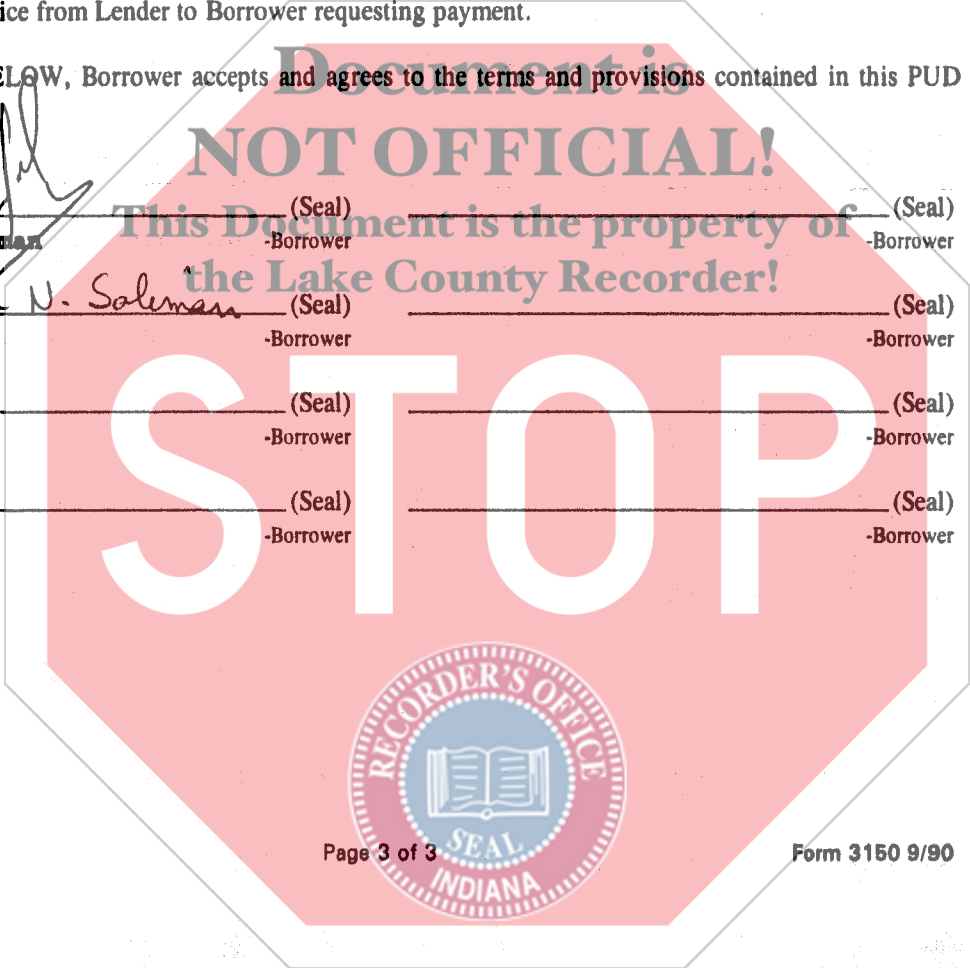 ice from Lender to Borrower requesting payment.
Document is
ELOW, Borrower accepts and agrees to the terms and provisions contained in this PUD
NOT OFFICIAL!
(Seal) (Seal)
This Document is the property of
-Borrower -Borrower
the Lake County Recorder!
N. Soliman (Seal) (Seal)
-Borrower -Borrower
STOP
(Seal) (Seal)
-Borrower -Borrower
(Seal) (Seal)
-Borrower -Borrower
RECORDER'S OFFICE
SEAL
INDIANA
Page 3 of 3 Form 3150 9/90